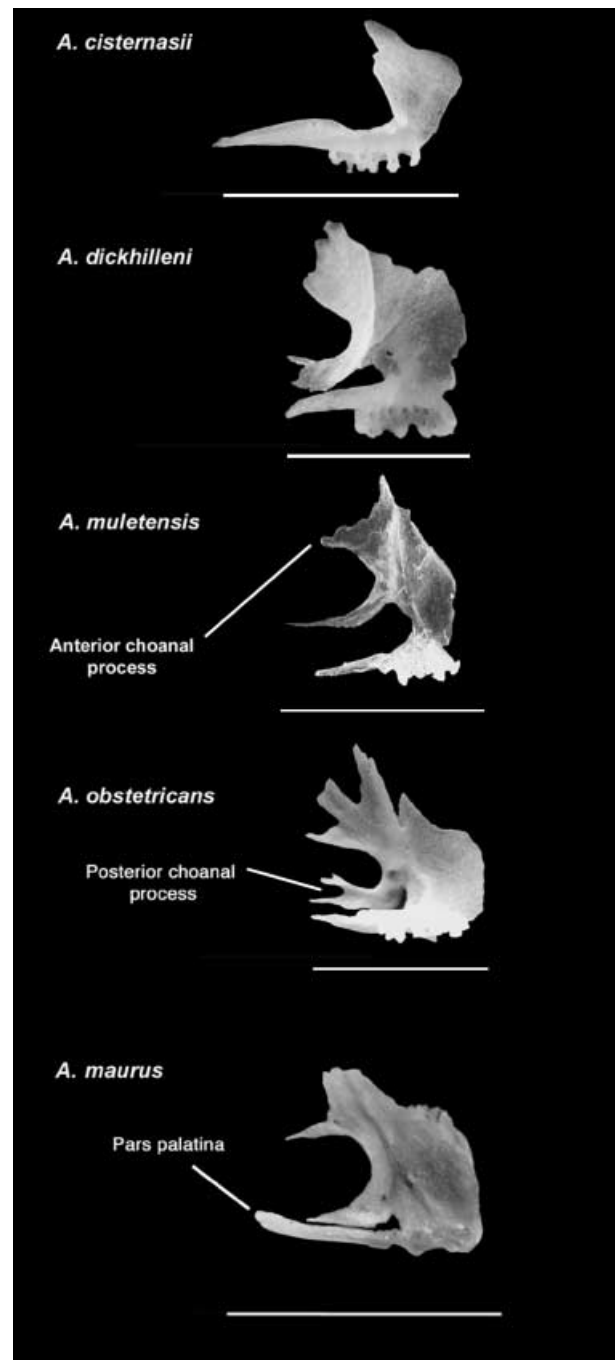 A. cisternasii
A. dickhilleni
A. muletensis
Anterior choanal
process
A. obstetricans
Posterior choanal
process
A. maurus
Pars palatina